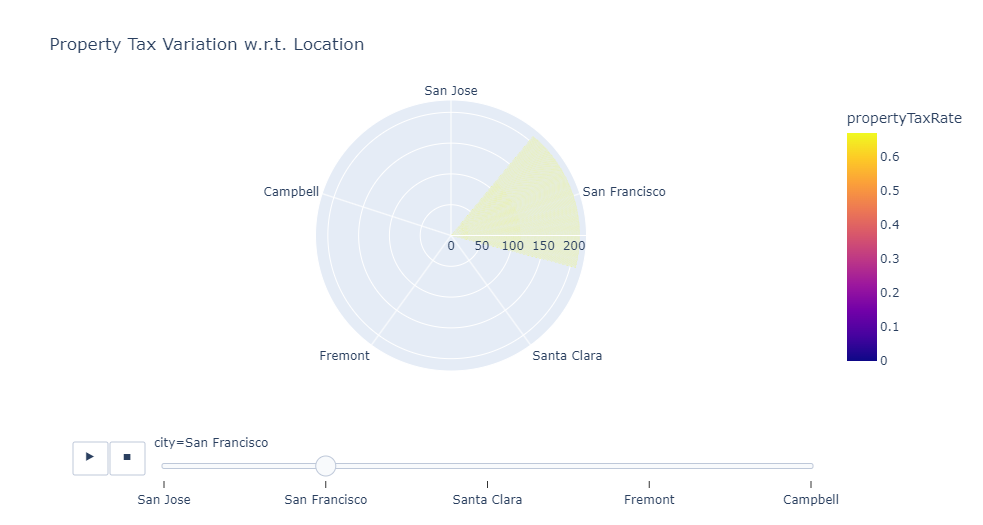 Property Tax Variation w.r.t. Location
San Jose
San Francisco
Campbell
0 50 100 150 200
Fremont
Santa Clara
propertyTaxRate
0.6
0.5
0.4
0.3
0.2
0.1
0
city=San Francisco
San Jose San Francisco Santa Clara Fremont Campbell